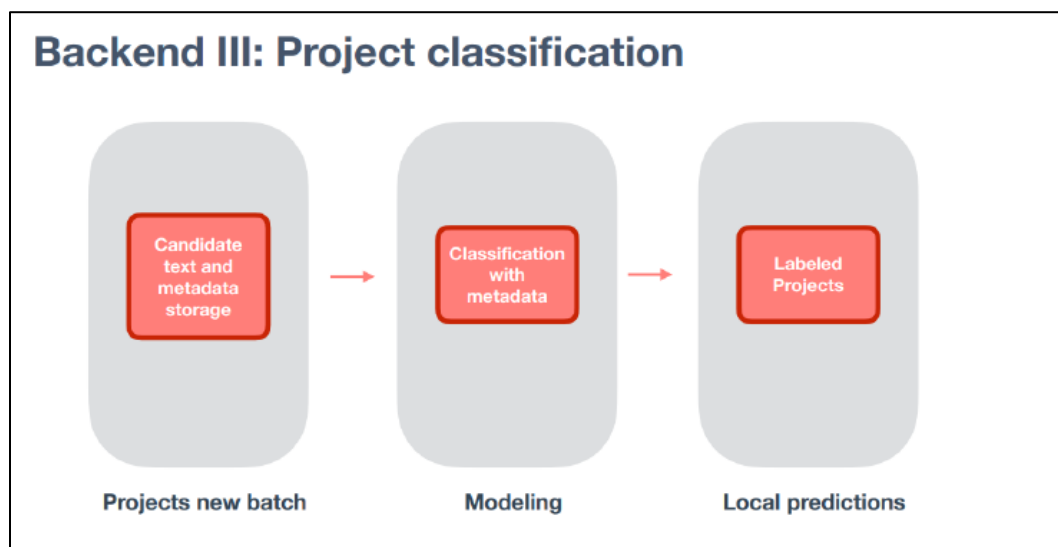 Backend III: Project classification
Candidate
text and
metadata
storage
Classification
with
metadata
Labeled
Projects
Projects new batch
Modeling
Local predictions